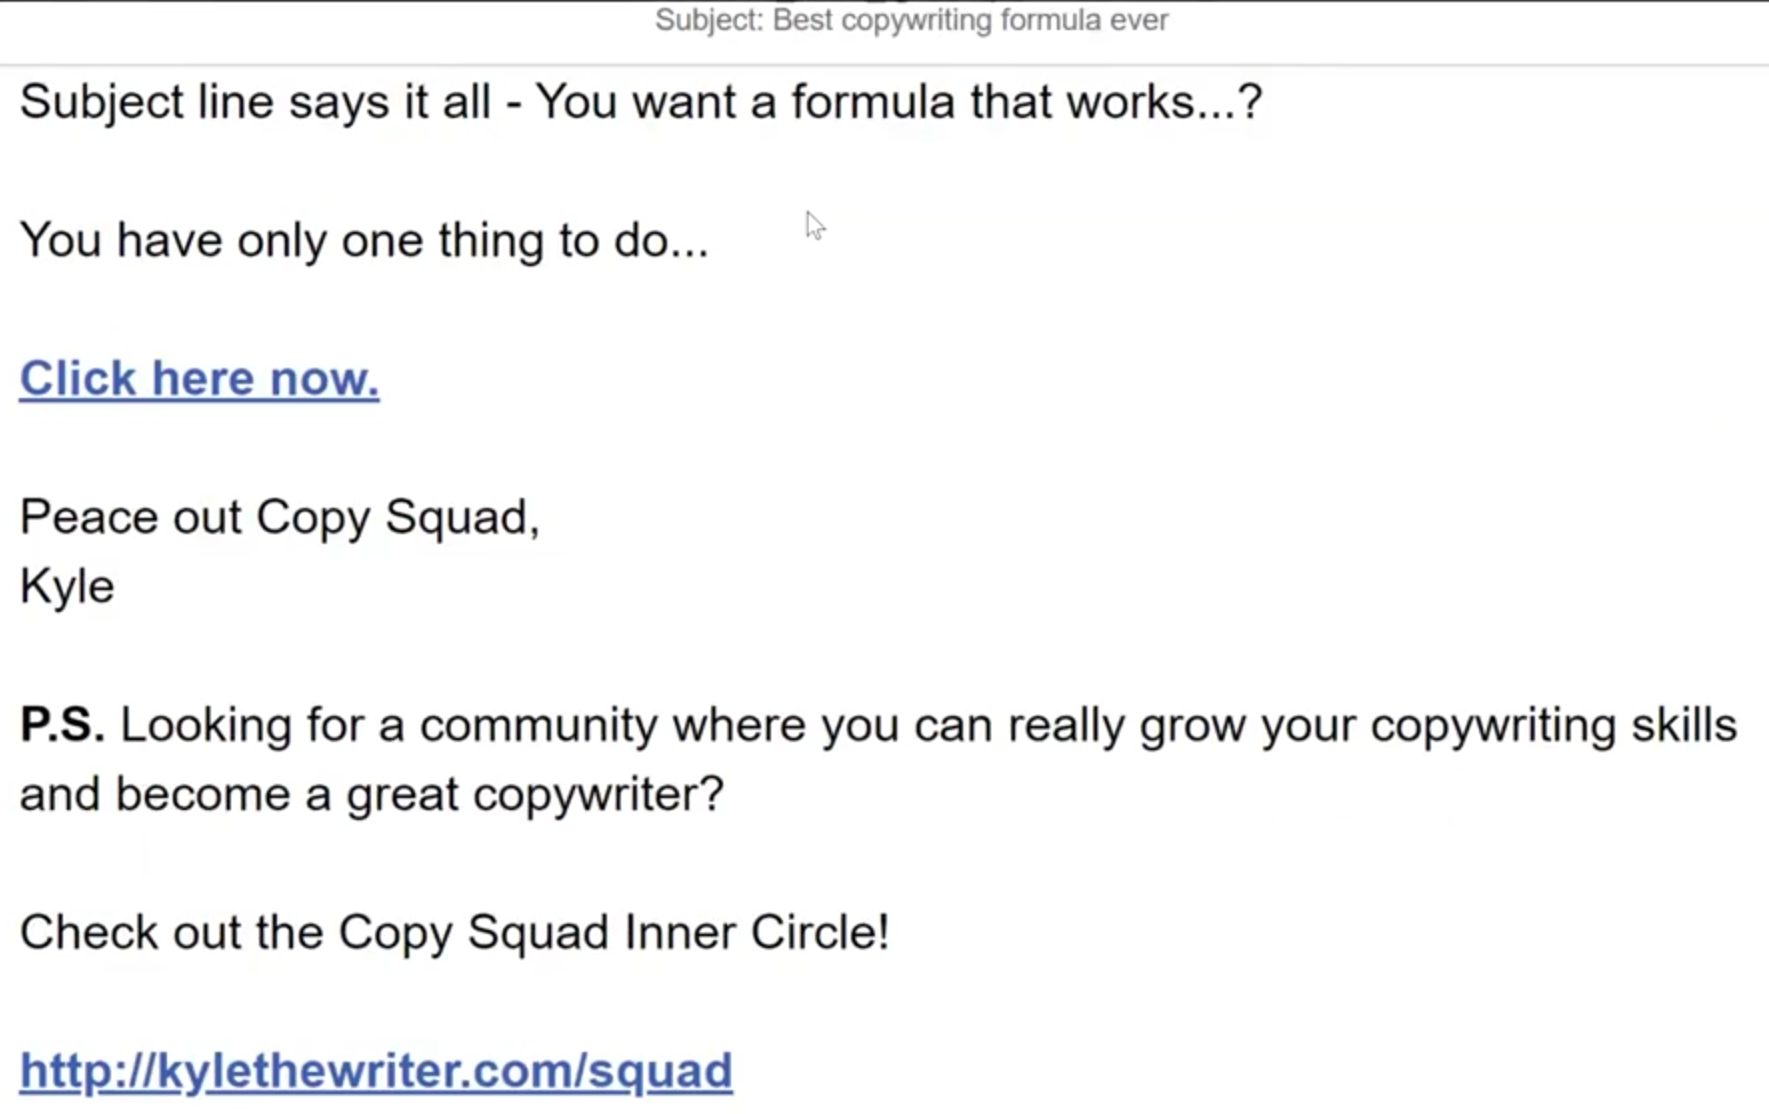 Subject: Best copywriting formula ever
Subject line says it all - You want a formula that works...?
You have only one thing to do...
Click here now.
Peace out Copy Squad,
Kyle
P.S. Looking for a community where you can really grow your copywriting skills
and become a great copywriter?
Check out the Copy Squad Inner Circle!
http://kylethewriter.com/squad